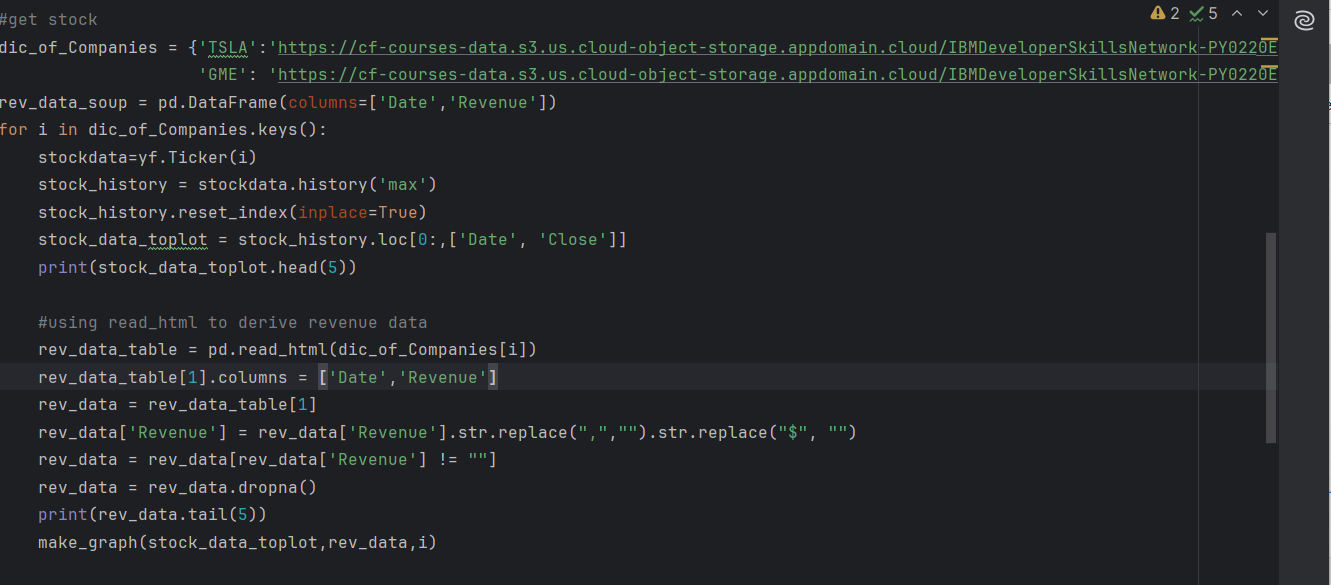 #get stock
2 5
dic_of_Companies = {'TSLA':'https://cf-courses-data.s3.us.cloud-object-storage.appdomain.cloud/IBMDeveloperSkillsNetwork-PY0220E
'GME': 'https://cf-courses-data.s3.us.cloud-object-storage.appdomain.cloud/IBMDeveloperSkillsNetwork-PY0220E
rev_data_soup = pd.DataFrame(columns=['Date','Revenue'])
for i in dic_of_Companies.keys():
    stockdata=yf.Ticker(i)
    stock_history = stockdata.history('max')
    stock_history.reset_index(inplace=True)
    stock_data_toplot = stock_history.loc[0:,['Date', 'Close']]
    print(stock_data_toplot.head(5))
    #using read_html to derive revenue data
    rev_data_table = pd.read_html(dic_of_Companies[i])
    rev_data_table[1].columns = ['Date','Revenue']
    rev_data = rev_data_table[1]
    rev_data['Revenue'] = rev_data['Revenue'].str.replace(",","").str.replace("$", "")
    rev_data = rev_data[rev_data['Revenue'] != ""]
    rev_data = rev_data.dropna()
    print(rev_data.tail(5))
    make_graph(stock_data_toplot,rev_data,i)